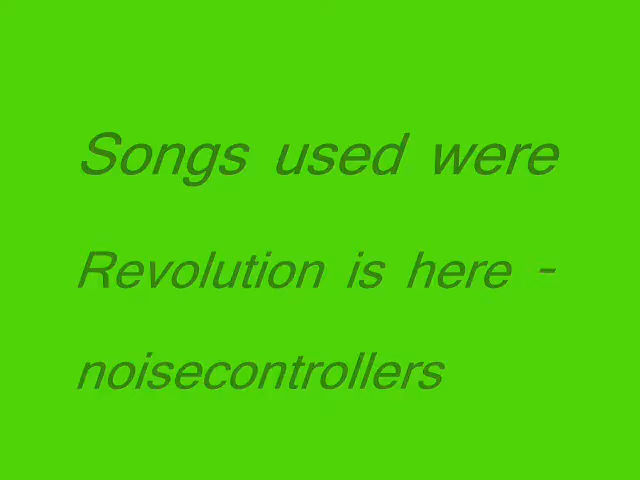 Songs used were
Revolution is here -
noisecontrollers